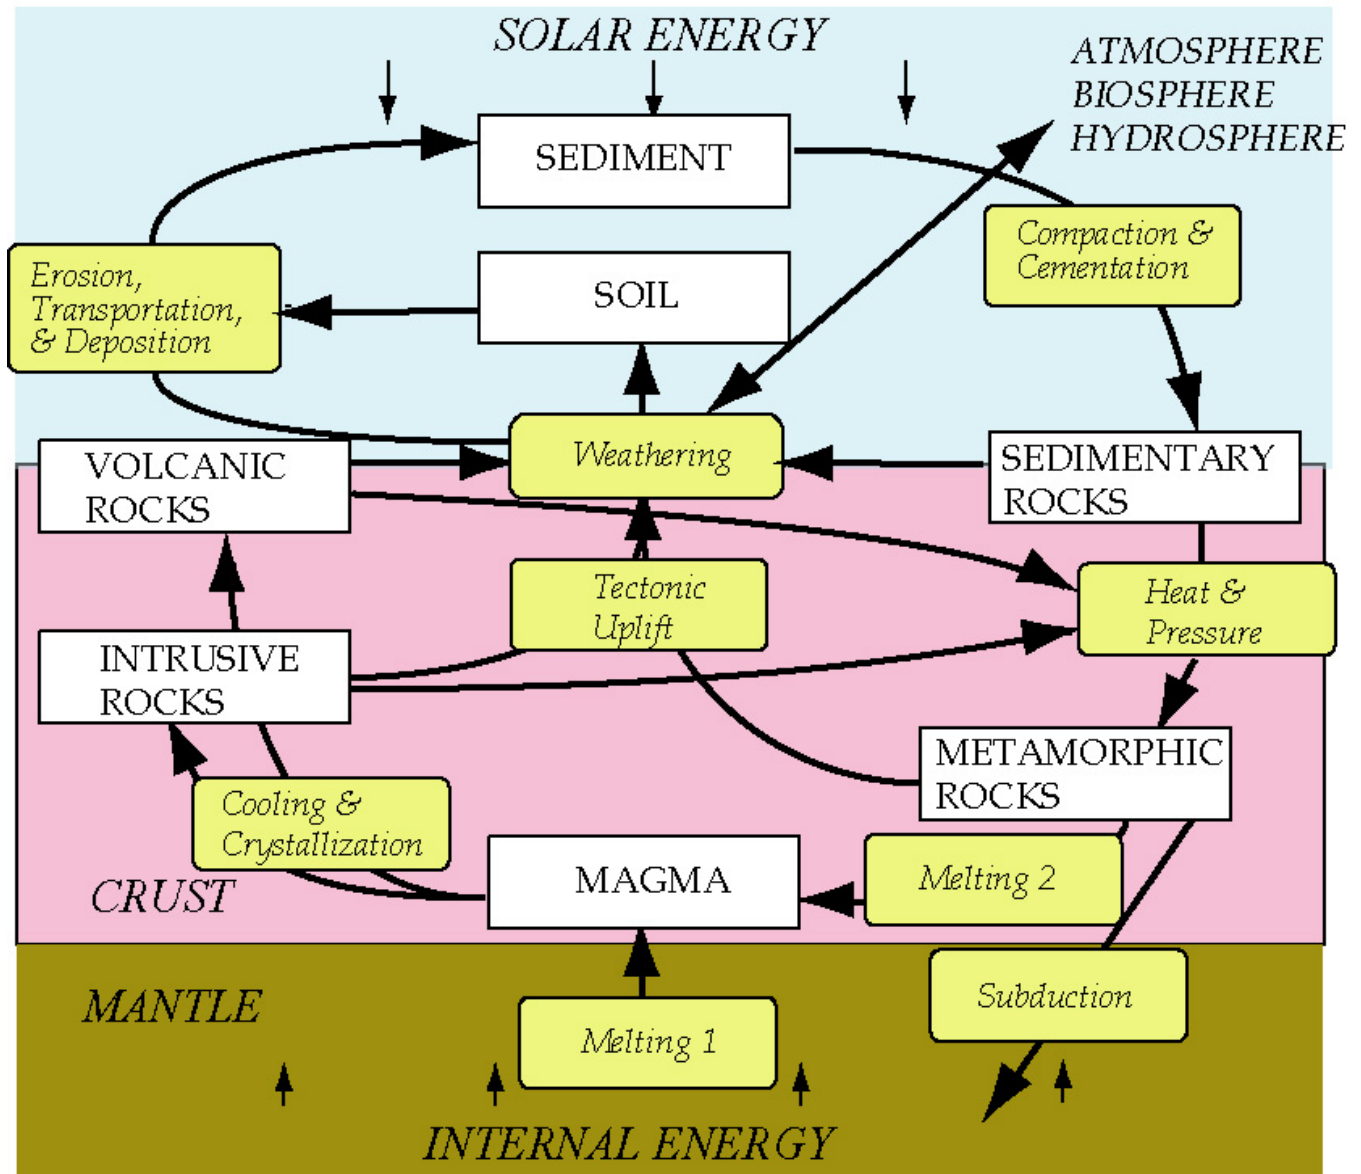 SOLAR ENERGY
ATMOSPHERE
BIOSPHERE
HYDROSPHERE
SEDIMENT
Compaction &
Cementation
Erosion,
Transportation,
& Deposition
SOIL
Weathering
VOLCANIC
ROCKS
SEDIMENTARY
ROCKS
Tectonic
Uplift
Heat &
Pressure
INTRUSIVE
ROCKS
METAMORPHIC
ROCKS
Cooling &
Crystallization
MAGMA
Melting 2
CRUST
MANTLE
Subduction
Melting 1
INTERNAL ENERGY